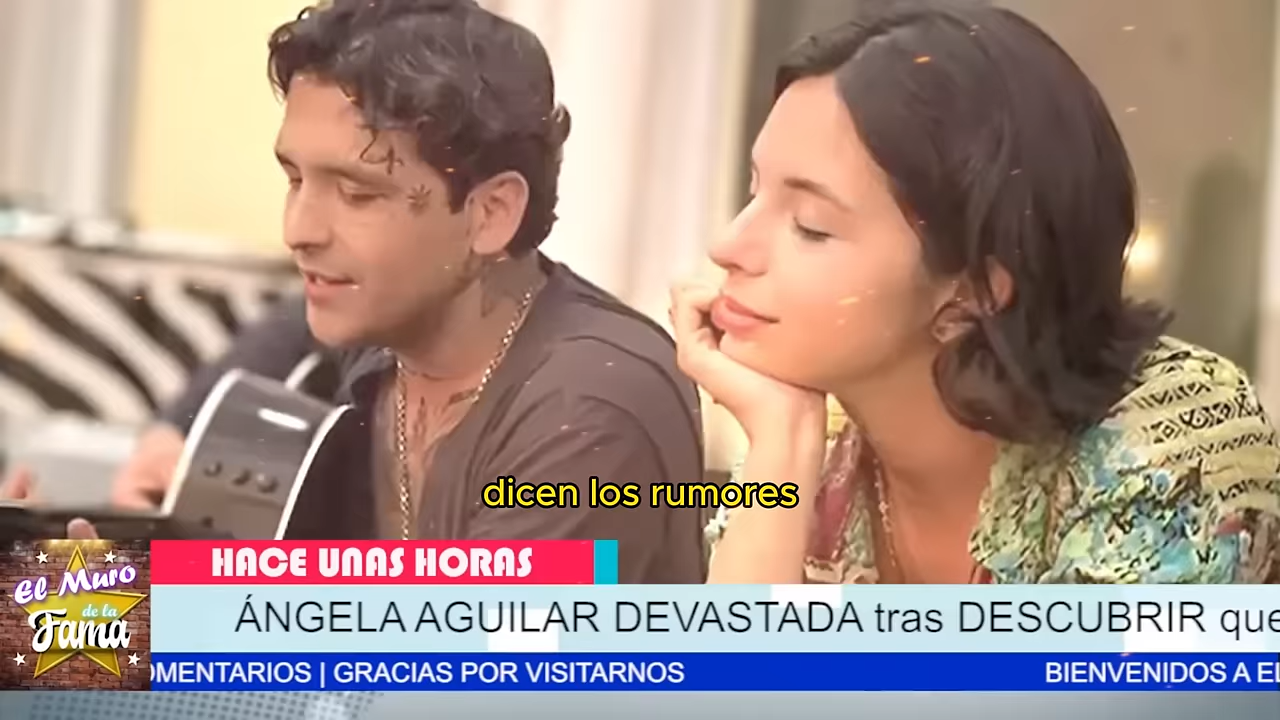 dicen los rumores
HACE UNAS HORAS
El Muro
de la
Fama
ÁNGELA AGUILAR DEVASTADA tras DESCUBRIR que
OMENTARIOS | GRACIAS POR VISITARNOS
BIENVENIDOS A EL